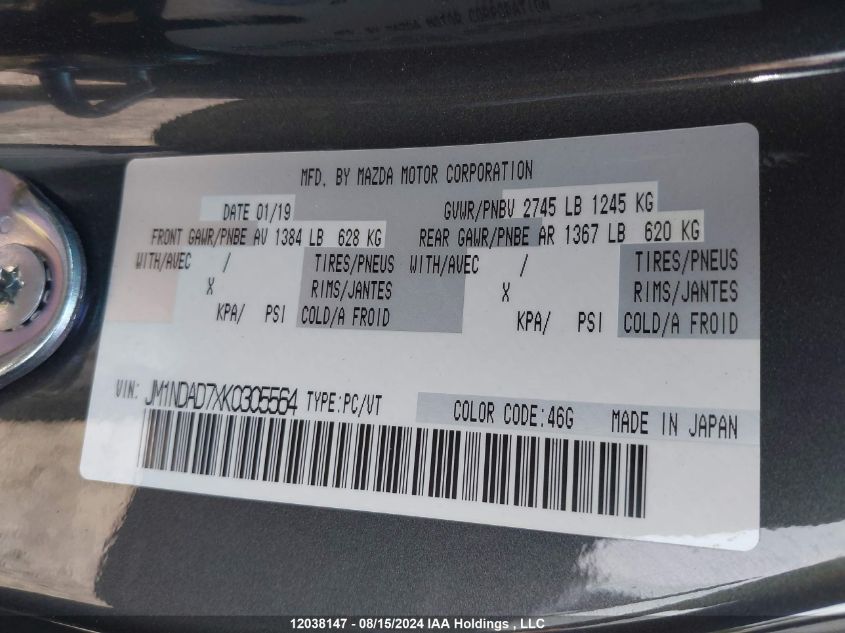 MFD. BY MAZDA MOTOR CORPORATION
DATE 01/19 GVWR/PNBV 2745 LB 1245 KG
FRONT GAWR/PNBE AV 1384 LB 628 KG REAR GAWR/PNBE AR 1367 LB 620 KG
WITH/AVEC / TIRES/PNEUS WITH/AVEC / TIRES/PNEUS
X RIMS/JANTES X RIMS/JANTES
KPA/ PSI COLD/A FROID KPA/ PSI COLD/A FROID
VIN: JM1NDAD7XK0305564 TYPE:PC/VT COLOR CODE:46G MADE IN JAPAN
12038147 - 08/15/2024 IAA Holdings , LLC